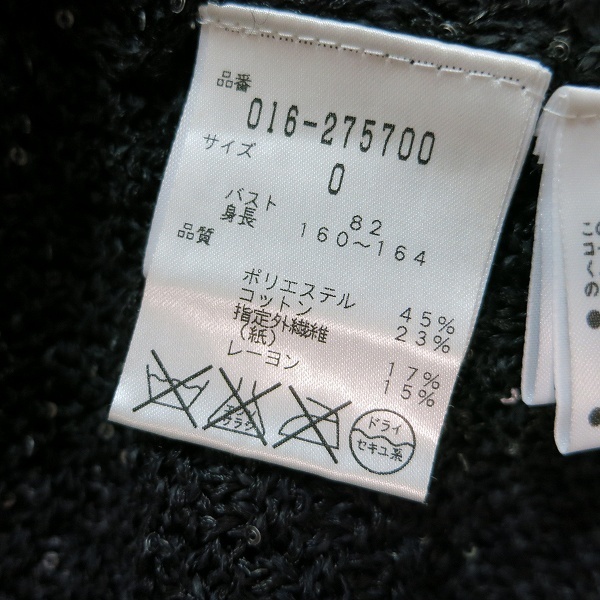 品番
016-275700
サイズ
0
バスト 82
身長 160～164
品質
ポリエステル 45%
コットン 23%
指定外繊維
(紙) 17%
レーヨン 15%
ドライ
セキユ系